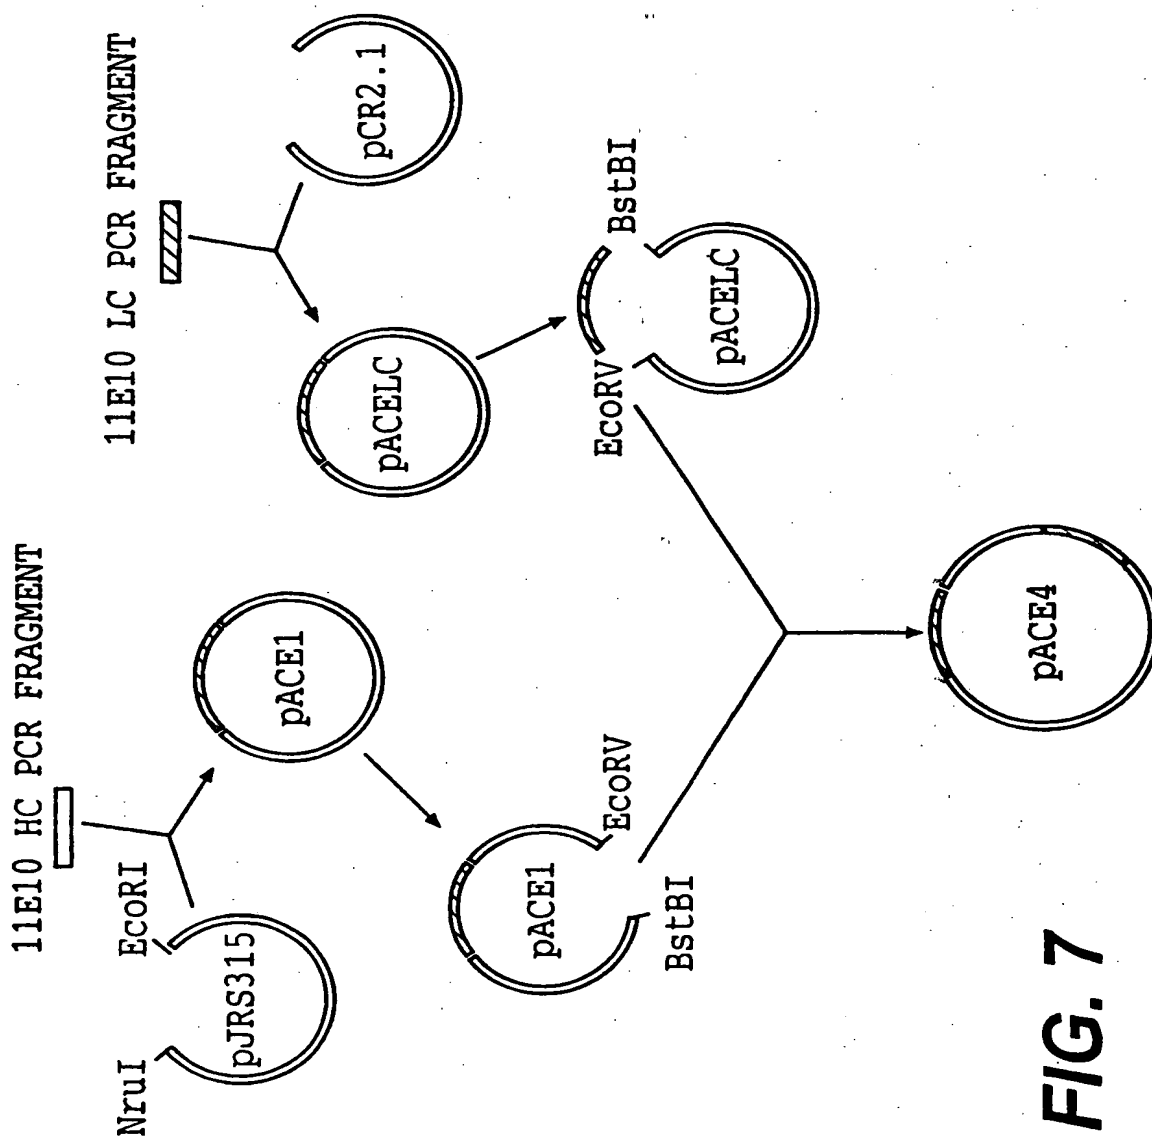 11E10 HC PCR FRAGMENT
11E10 LC PCR FRAGMENT
NruI
EcoRI
pJRS315
pACE1
pCR2.1
pACELC
pACE1
EcoRV
BstBI
EcoRV
BstBI
pACELC
pACE4
FIG. 7